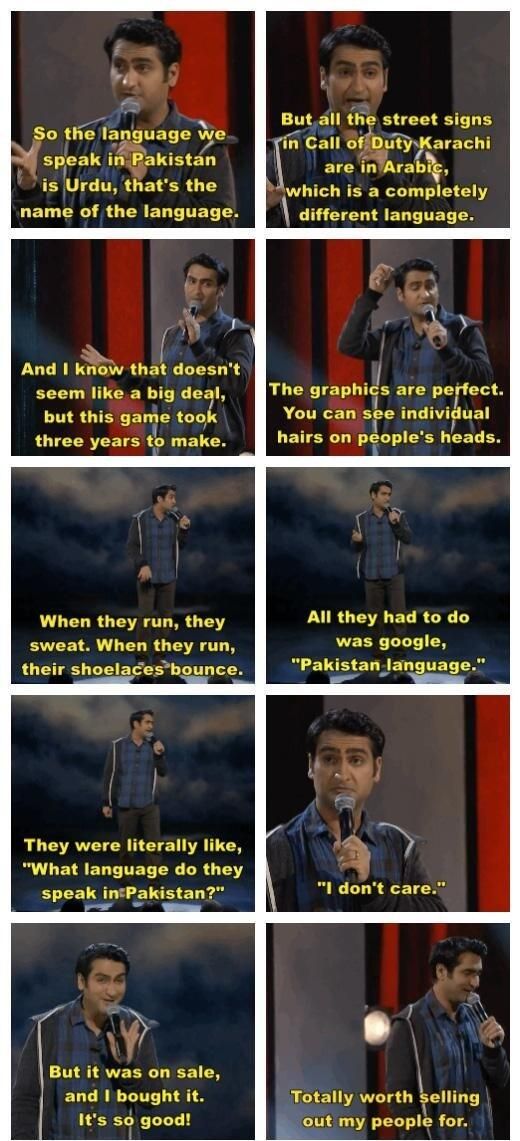 So the language we
speak in Pakistan
is Urdu, that's the
name of the language.
But all the street signs
in Call of Duty Karachi
are in Arabic,
which is a completely
different language.
And I know that doesn't
seem like a big deal,
but this game took
three years to make.
The graphics are perfect.
You can see individual
hairs on people's heads.
When they run, they
sweat. When they run,
their shoelaces bounce.
All they had to do
was google,
"Pakistan language."
They were literally like,
"What language do they
speak in Pakistan?"
"I don't care."
But it was on sale,
and I bought it.
It's so good!
Totally worth selling
out my people for.